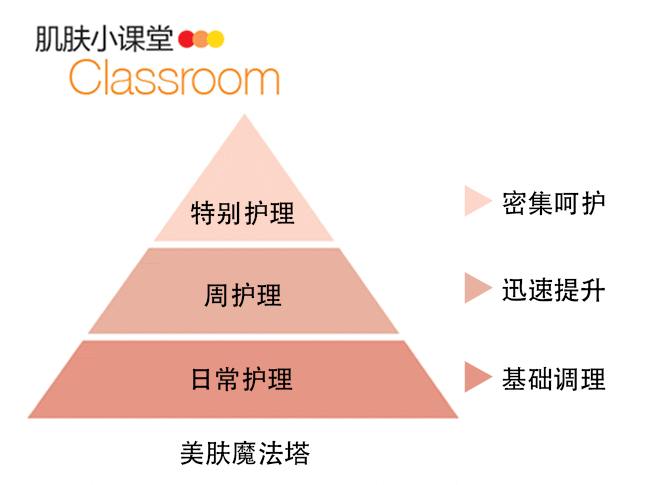 肌肤小课堂
Classroom
特别护理
密集呵护
周护理
迅速提升
日常护理
基础调理
美肤魔法塔